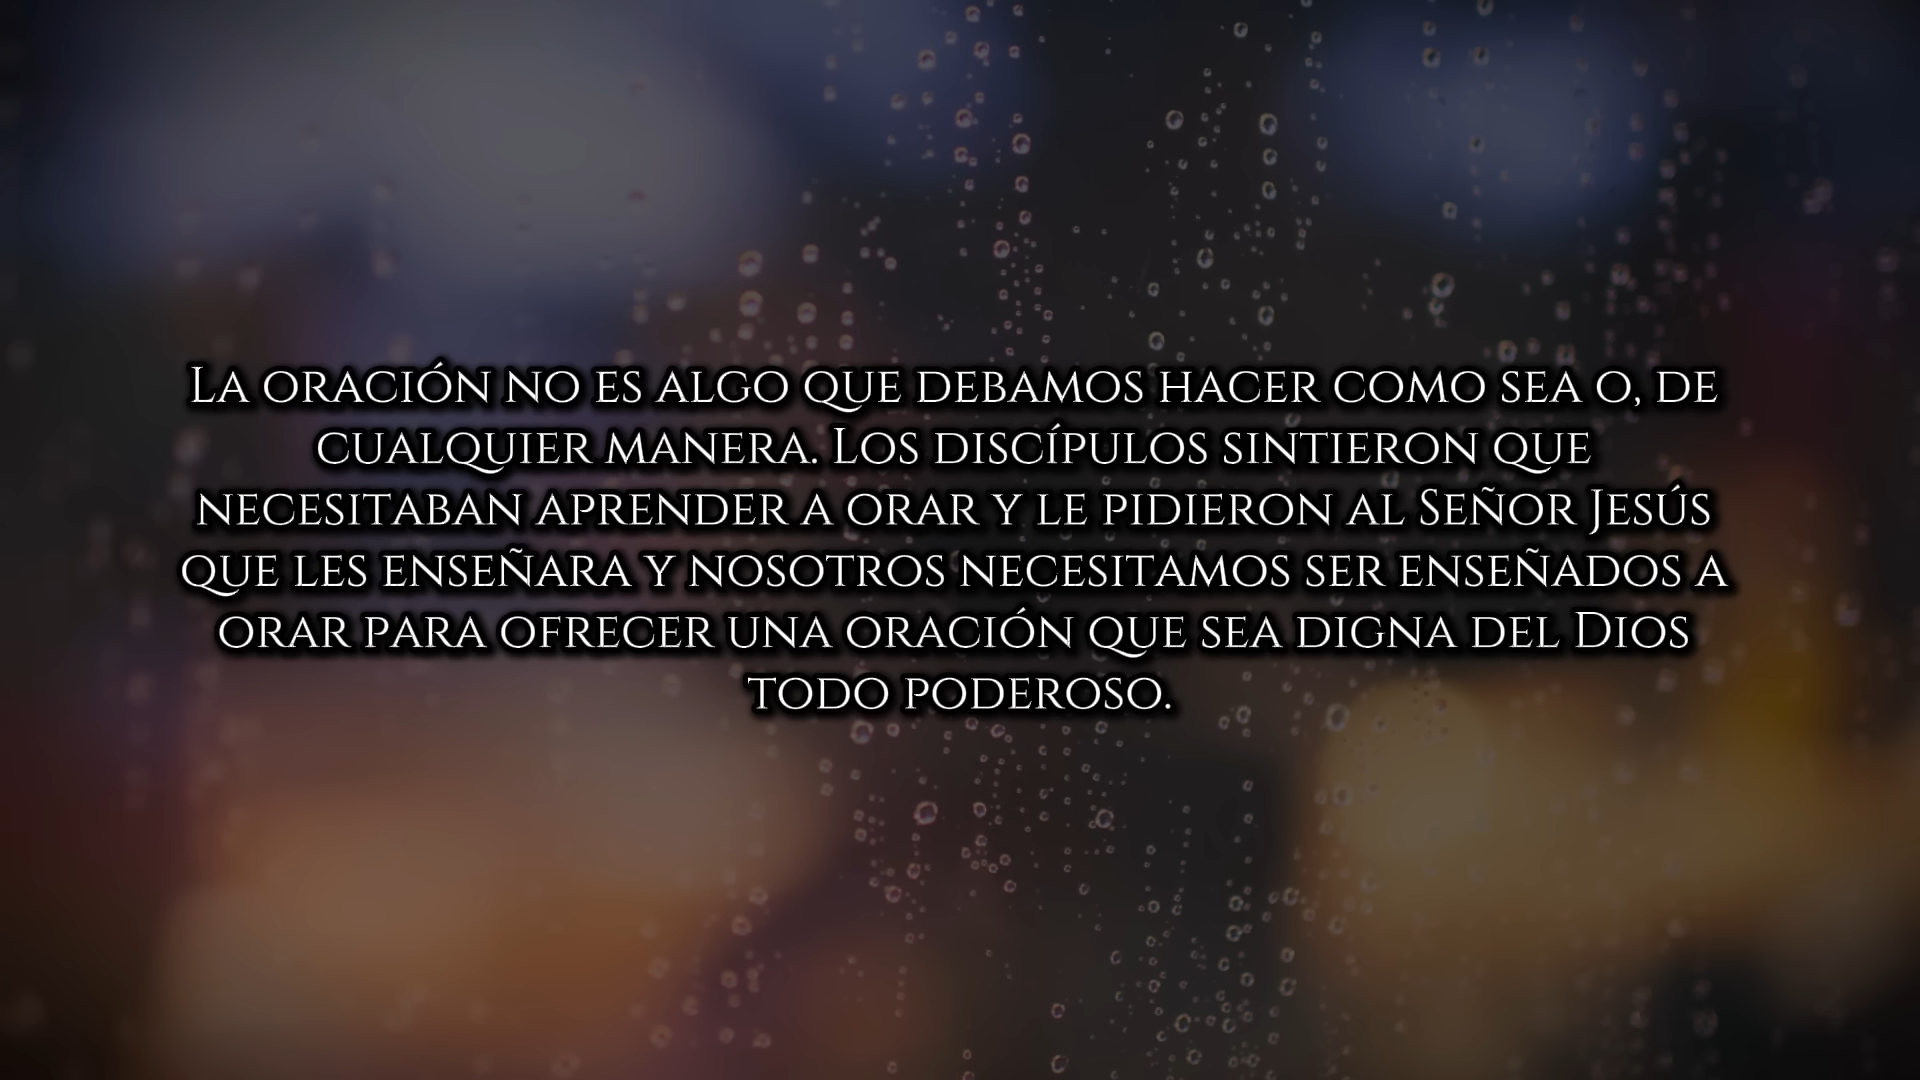 La oración no es algo que debamos hacer como sea o, de
cualquier manera. Los discípulos sintieron que
necesitaban aprender a orar y le pidieron al Señor Jesús
que les enseñara y nosotros necesitamos ser enseñados a
orar para ofrecer una oración que sea digna del Dios
todo poderoso.